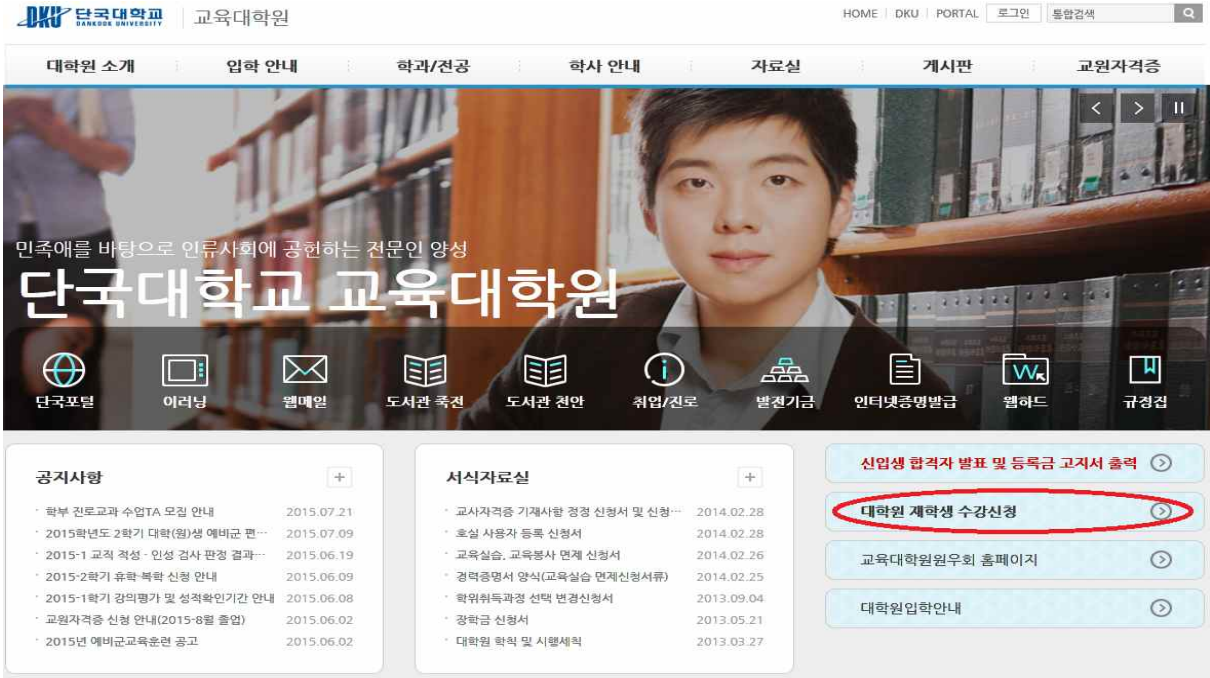 DKU 단국대학교 교육대학원
DANKOOK UNIVERSITY
HOME DKU PORTAL 로그인 통합검색
대학원 소개 입학 안내 학과/전공 학사 안내 자료실 게시판 교원자격증
민족애를 바탕으로 인류사회에 공헌하는 전문인 양성
단국대학교 교육대학원
단국포털 이러닝 웹메일 도서관 죽전 도서관 천안 취업/진로 발전기금 인터넷증명발급 웹하드 규정집
공지사항 +
· 학부 진로교과 수업TA 모집 안내 2015.07.21
· 2015학년도 2학기 대학(원)생 예비군 편… 2015.07.09
· 2015-1 교직 적성 · 인성 검사 판정 결과… 2015.06.19
· 2015-2학기 휴학·복학 신청 안내 2015.06.09
· 2015-1학기 강의평가 및 성적확인기간 안내 2015.06.08
· 교원자격증 신청 안내(2015-8월 졸업) 2015.06.02
· 2015년 예비군교육훈련 공고 2015.06.02
서식자료실 +
· 교사자격증 기재사항 정정 신청서 및 신청… 2014.02.28
· 호실 사용자 등록 신청서 2014.02.28
· 교육실습, 교육봉사 면제 신청서 2014.02.26
· 경력증명서 양식(교육실습 면제신청서류) 2014.02.25
· 학위취득과정 선택 변경신청서 2013.09.04
· 장학금 신청서 2013.05.21
· 대학원 학칙 및 시행세칙 2013.03.27
신입생 합격자 발표 및 등록금 고지서 출력
대학원 재학생 수강신청
교육대학원원우회 홈페이지
대학원입학안내